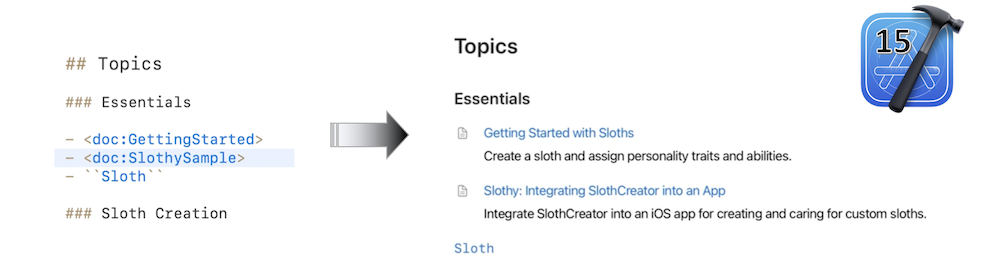 ## Topics
### Essentials
- <doc:GettingStarted>
- <doc:SlothySample>
- ``Sloth``
### Sloth Creation
Topics
Essentials
Getting Started with Sloths
Create a sloth and assign personality traits and abilities.
Slothy: Integrating SlothCreator into an App
Integrate SlothCreator into an iOS app for creating and caring for custom sloths.
Sloth
15